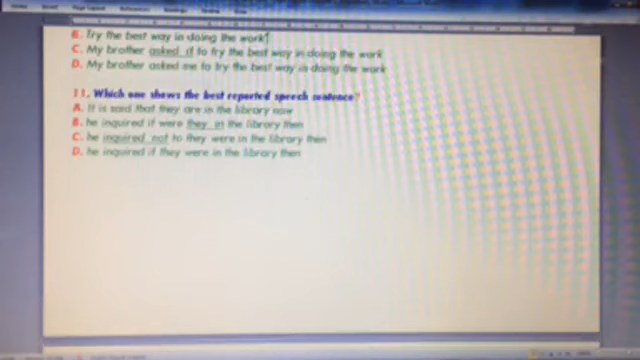 B. Try the best way in doing the work
C. My brother asked if to try the best way in doing the work
D. My brother asked me to try the best way in doing the work
11. Which one shows the best reported speech sentence?
A. It is said that they are in the library now
B. he inquired if were they in the library then
C. he inquired not to they were in the library then
D. he inquired if they were in the library then